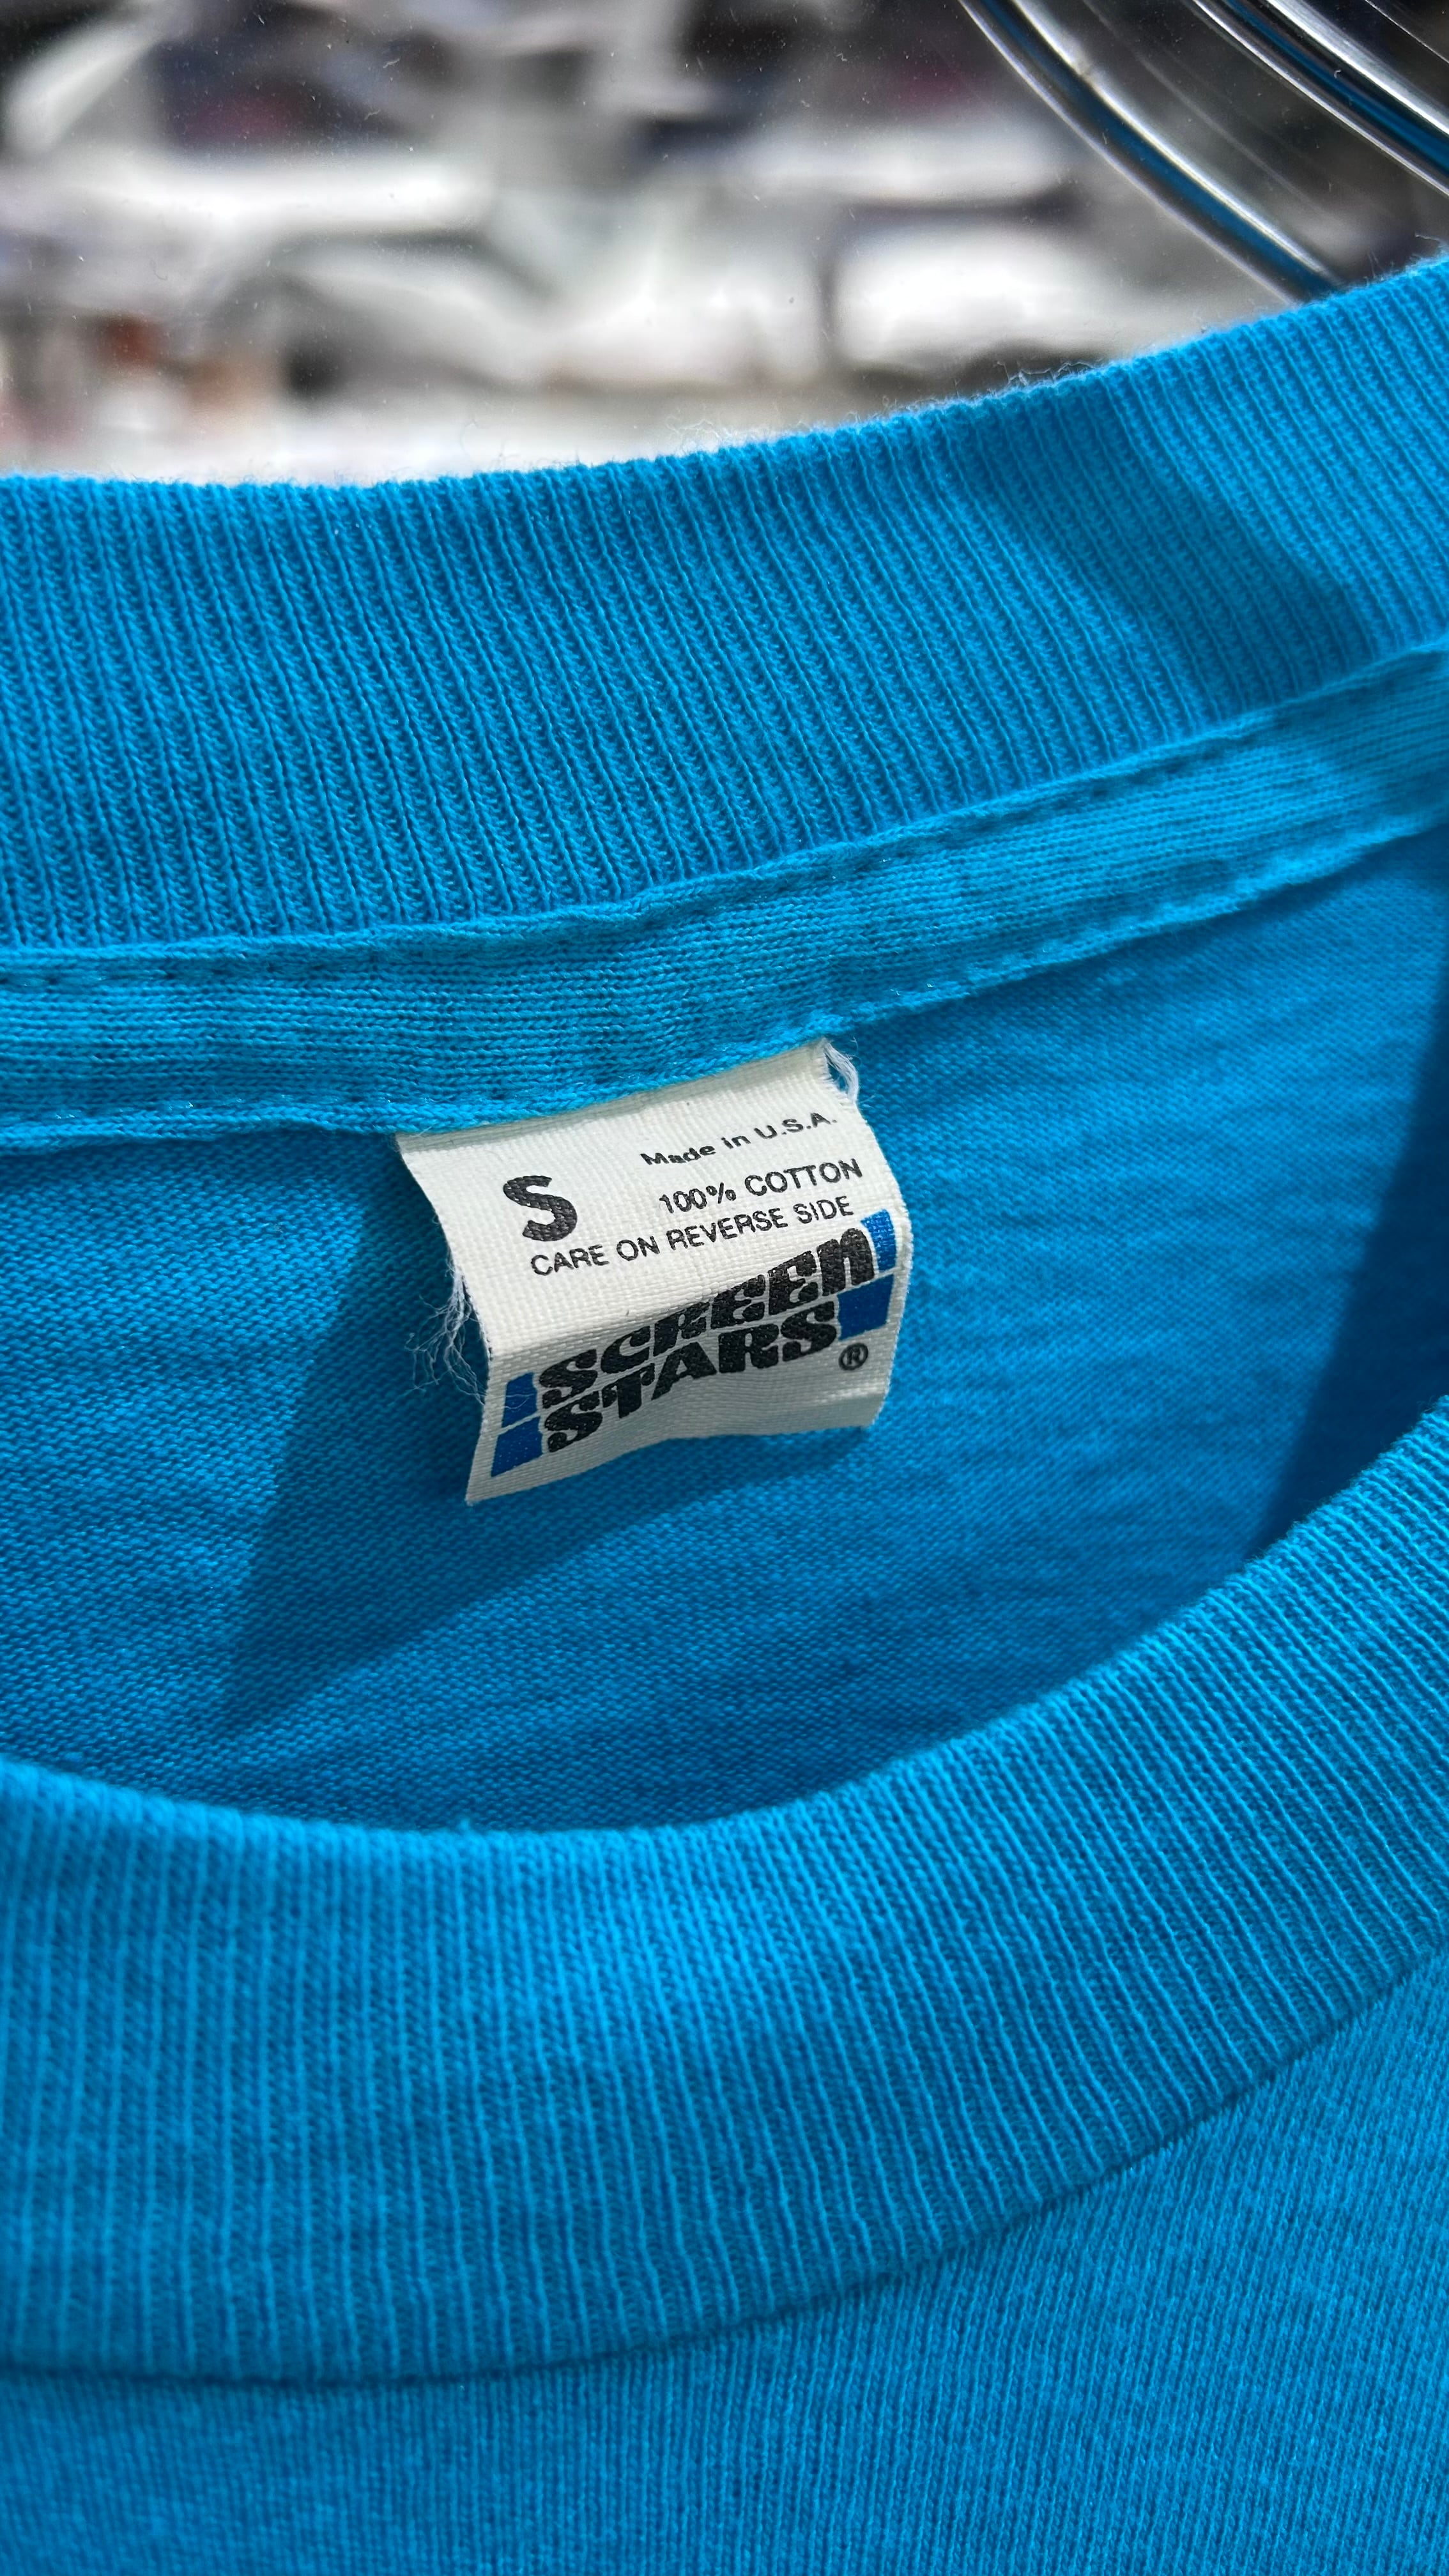 Made in U.S.A.
S 100% COTTON
CARE ON REVERSE SIDE
SCREEN
STARS®